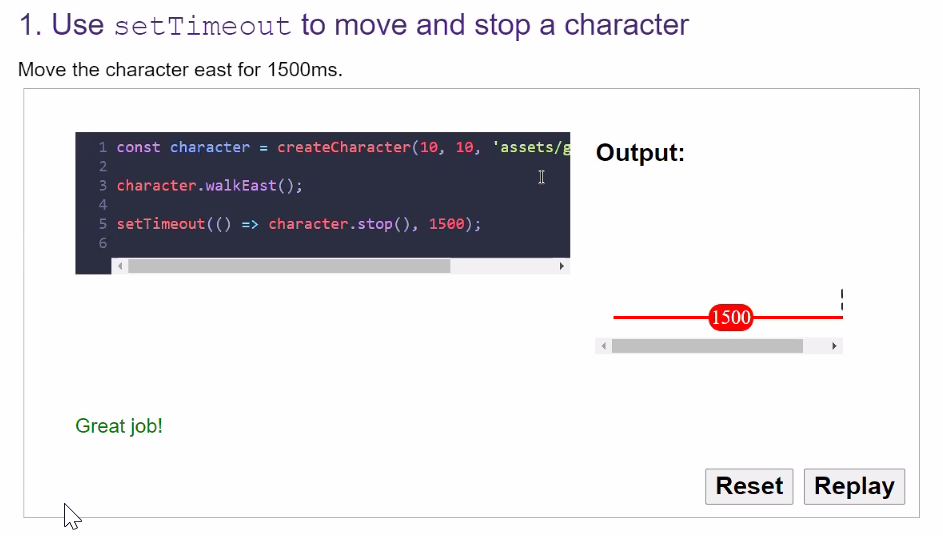 1. Use setTimeout to move and stop a character
Move the character east for 1500ms.
1 const character = createCharacter(10, 10, 'assets/g
2
3 character.walkEast();
4
5 setTimeout(() => character.stop(), 1500);
6
Output:
1500
Great job!
Reset Replay